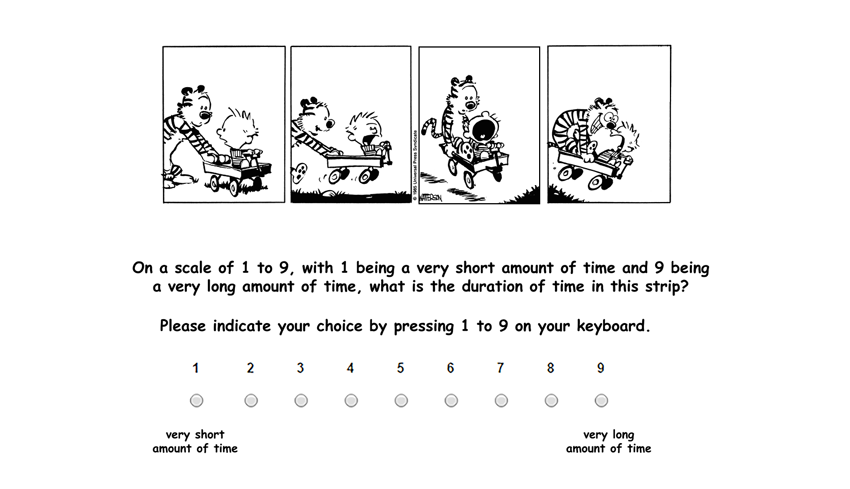 © 1985 Universal Press Syndicate
WATTERSON
On a scale of 1 to 9, with 1 being a very short amount of time and 9 being
a very long amount of time, what is the duration of time in this strip?
Please indicate your choice by pressing 1 to 9 on your keyboard.
1 2 3 4 5 6 7 8 9
very short
amount of time
very long
amount of time